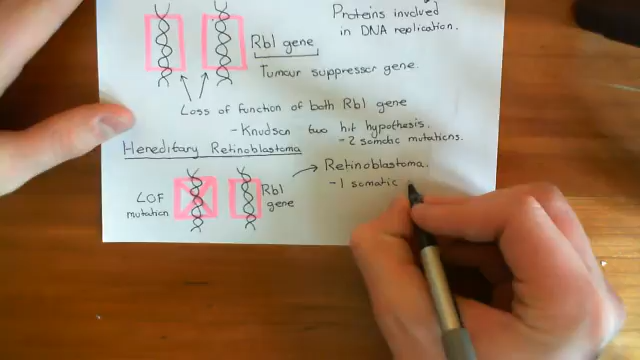 Proteins involved
in DNA replication.
Rb1 gene
Tumour suppressor gene.
Loss of function of both Rb1 gene
- Knudson two hit hypothesis.
- 2 somatic mutations.
Hereditary Retinoblastoma
Retinoblastoma.
- 1 somatic
LOF
mutation
Rb1
gene